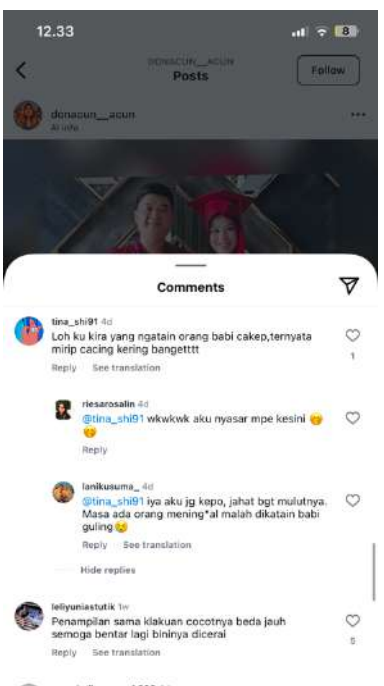 12.33
8
DONACUN__ACUN
Posts
Follow
donacun__acun
AI info
Comments
tina_shi91 4d
Loh ku kira yang ngatain orang babi cakep,ternyata
mirip cacing kering bangetttt
1
Reply See translation
riesarosalin 4d
@tina_shi91 wkwkwk aku nyasar mpe kesini
Reply
lanikusuma_ 4d
@tina_shi91 iya aku jg kepo, jahat bgt mulutnya.
Masa ada orang mening*al malah dikatain babi
guling
Reply See translation
Hide replies
leliyuniastutik 1w
Penampilan sama klakuan cocotnya beda jauh
semoga bentar lagi bininya dicerai
5
Reply See translation